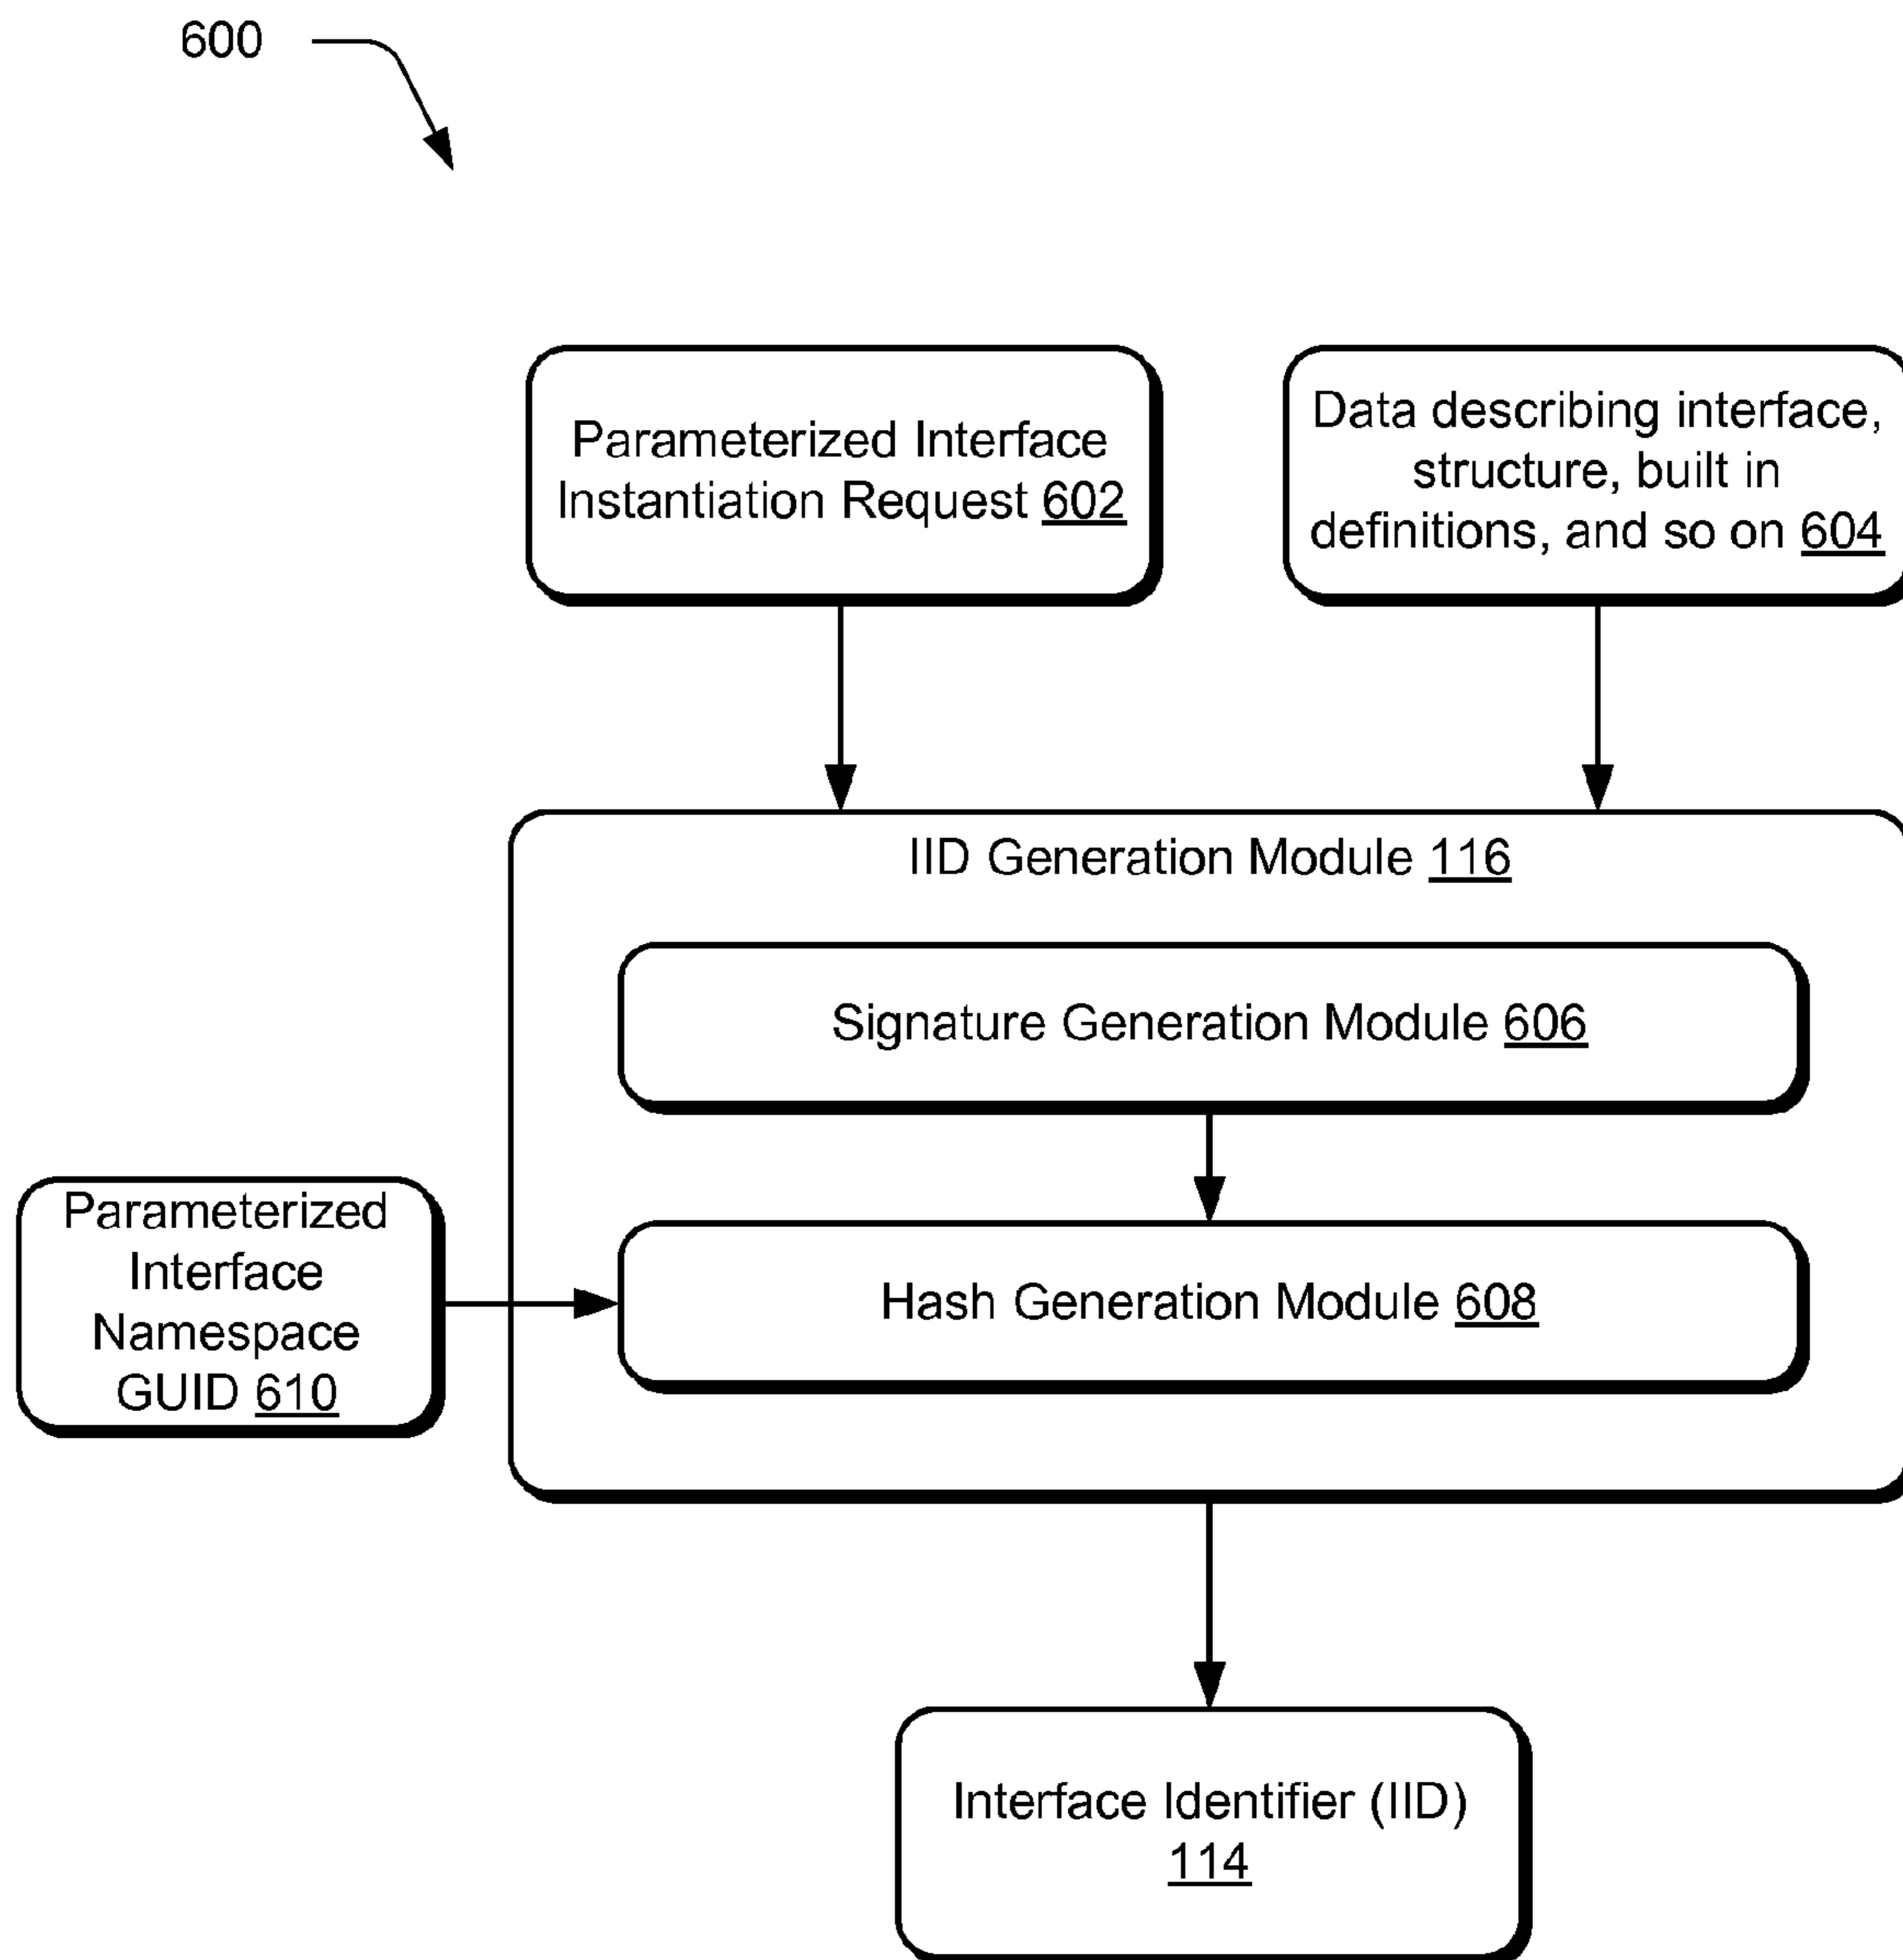 600
Parameterized Interface
Instantiation Request 602
Data describing interface,
structure, built in
definitions, and so on 604
IID Generation Module 116
Signature Generation Module 606
Parameterized
Interface
Namespace
GUID 610
Hash Generation Module 608
Interface Identifier (IID)
114